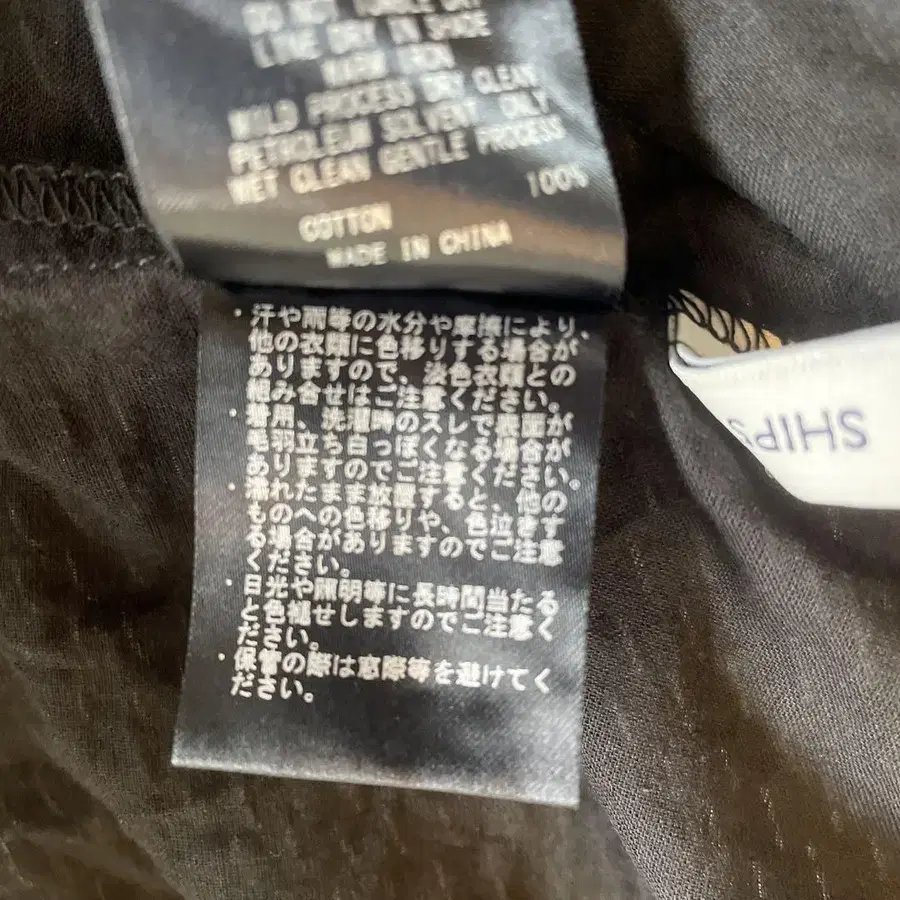 DO NOT TUMBLE DRY
LINE DRY IN SHADE
WARM IRON
MILD PROCESS DRY CLEAN
PETROLEUM SOLVENT ONLY
WET CLEAN GENTLE PROCESS
100%
COTTON
MADE IN CHINA
・汗や雨等の水分や摩擦により、
他の衣類に色移りする場合が
ありますので、淡色衣類との
組み合せはご注意ください。
・着用、洗濯時のスレで表面が
毛羽立ち白っぽくなる場合が
ありますのでご注意ください。
・濡れたまま放置すると、他の
ものへの色移りや、色泣きす
る場合がありますのでご注意
ください。
・日光や照明等に長時間当たる
と色褪せしますのでご注意く
ださい。
・保管の際は窓際等を避けてく
ださい。
SHIPS